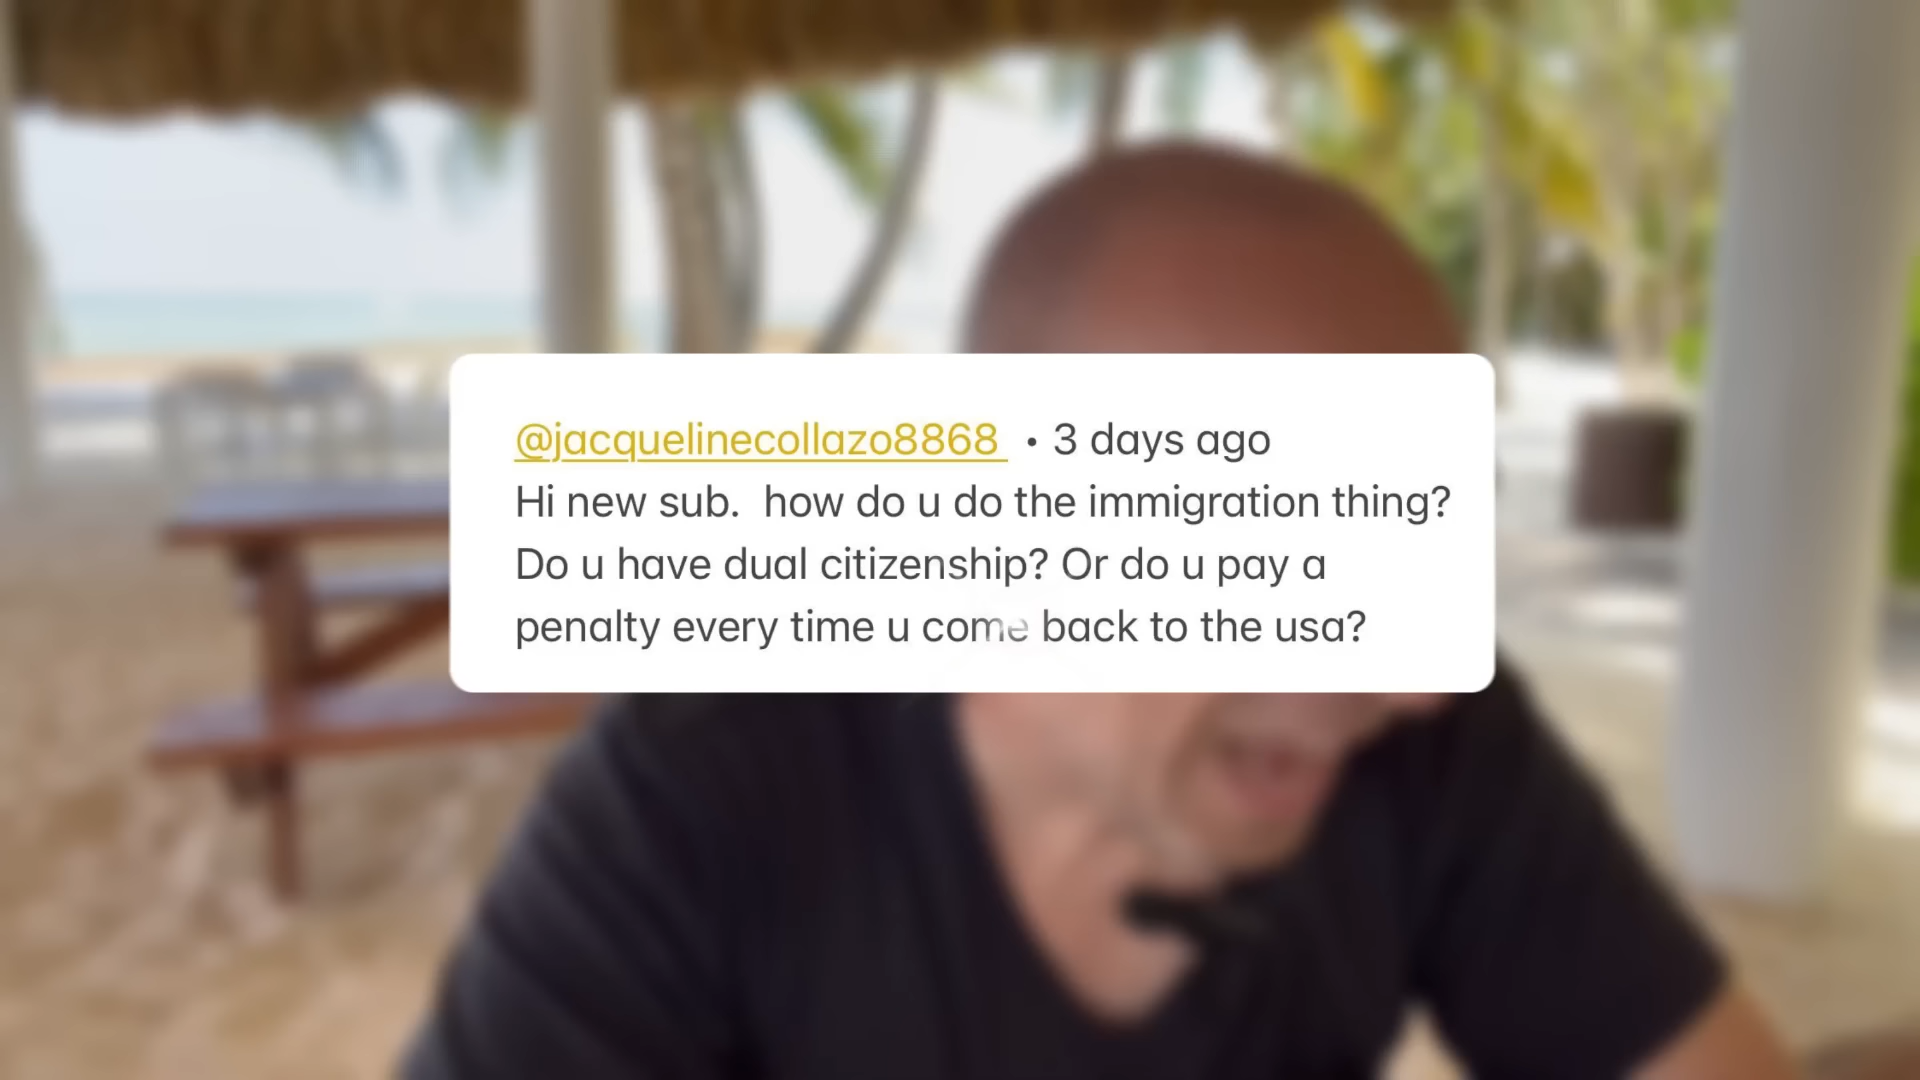 @jacquelinecollazo8868 • 3 days ago
Hi new sub.  how do u do the immigration thing?
Do u have dual citizenship? Or do u pay a
penalty every time u come back to the usa?